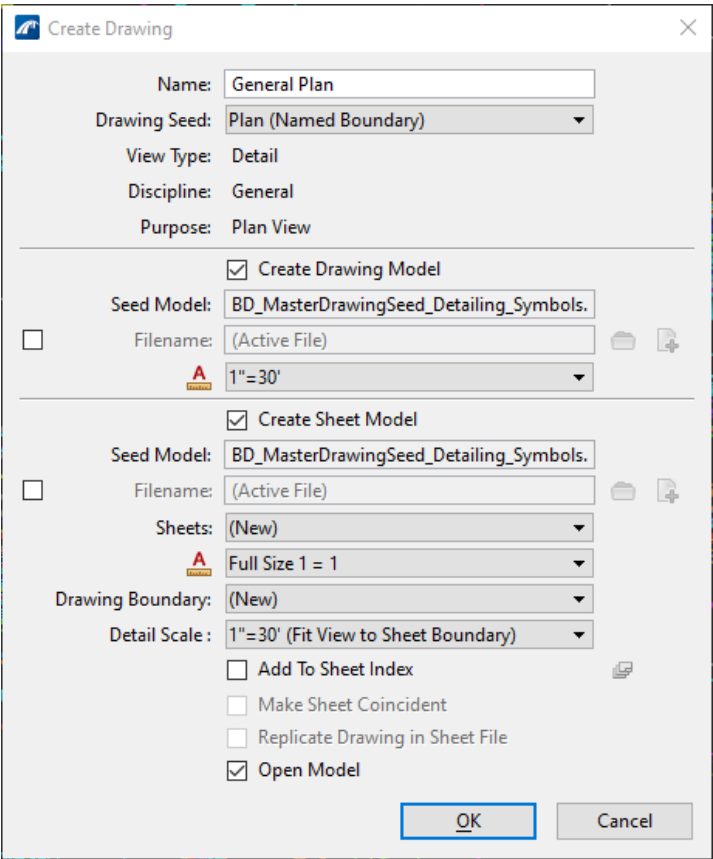 Create Drawing
Name: General Plan
Drawing Seed: Plan (Named Boundary)
View Type: Detail
Discipline: General
Purpose: Plan View
Create Drawing Model
Seed Model: BD_MasterDrawingSeed_Detailing_Symbols.
Filename: (Active File)
A 1"=30'
Create Sheet Model
Seed Model: BD_MasterDrawingSeed_Detailing_Symbols.
Filename: (Active File)
Sheets: (New)
A Full Size 1 = 1
Drawing Boundary: (New)
Detail Scale : 1"=30' (Fit View to Sheet Boundary)
Add To Sheet Index
Make Sheet Coincident
Replicate Drawing in Sheet File
Open Model
OK Cancel